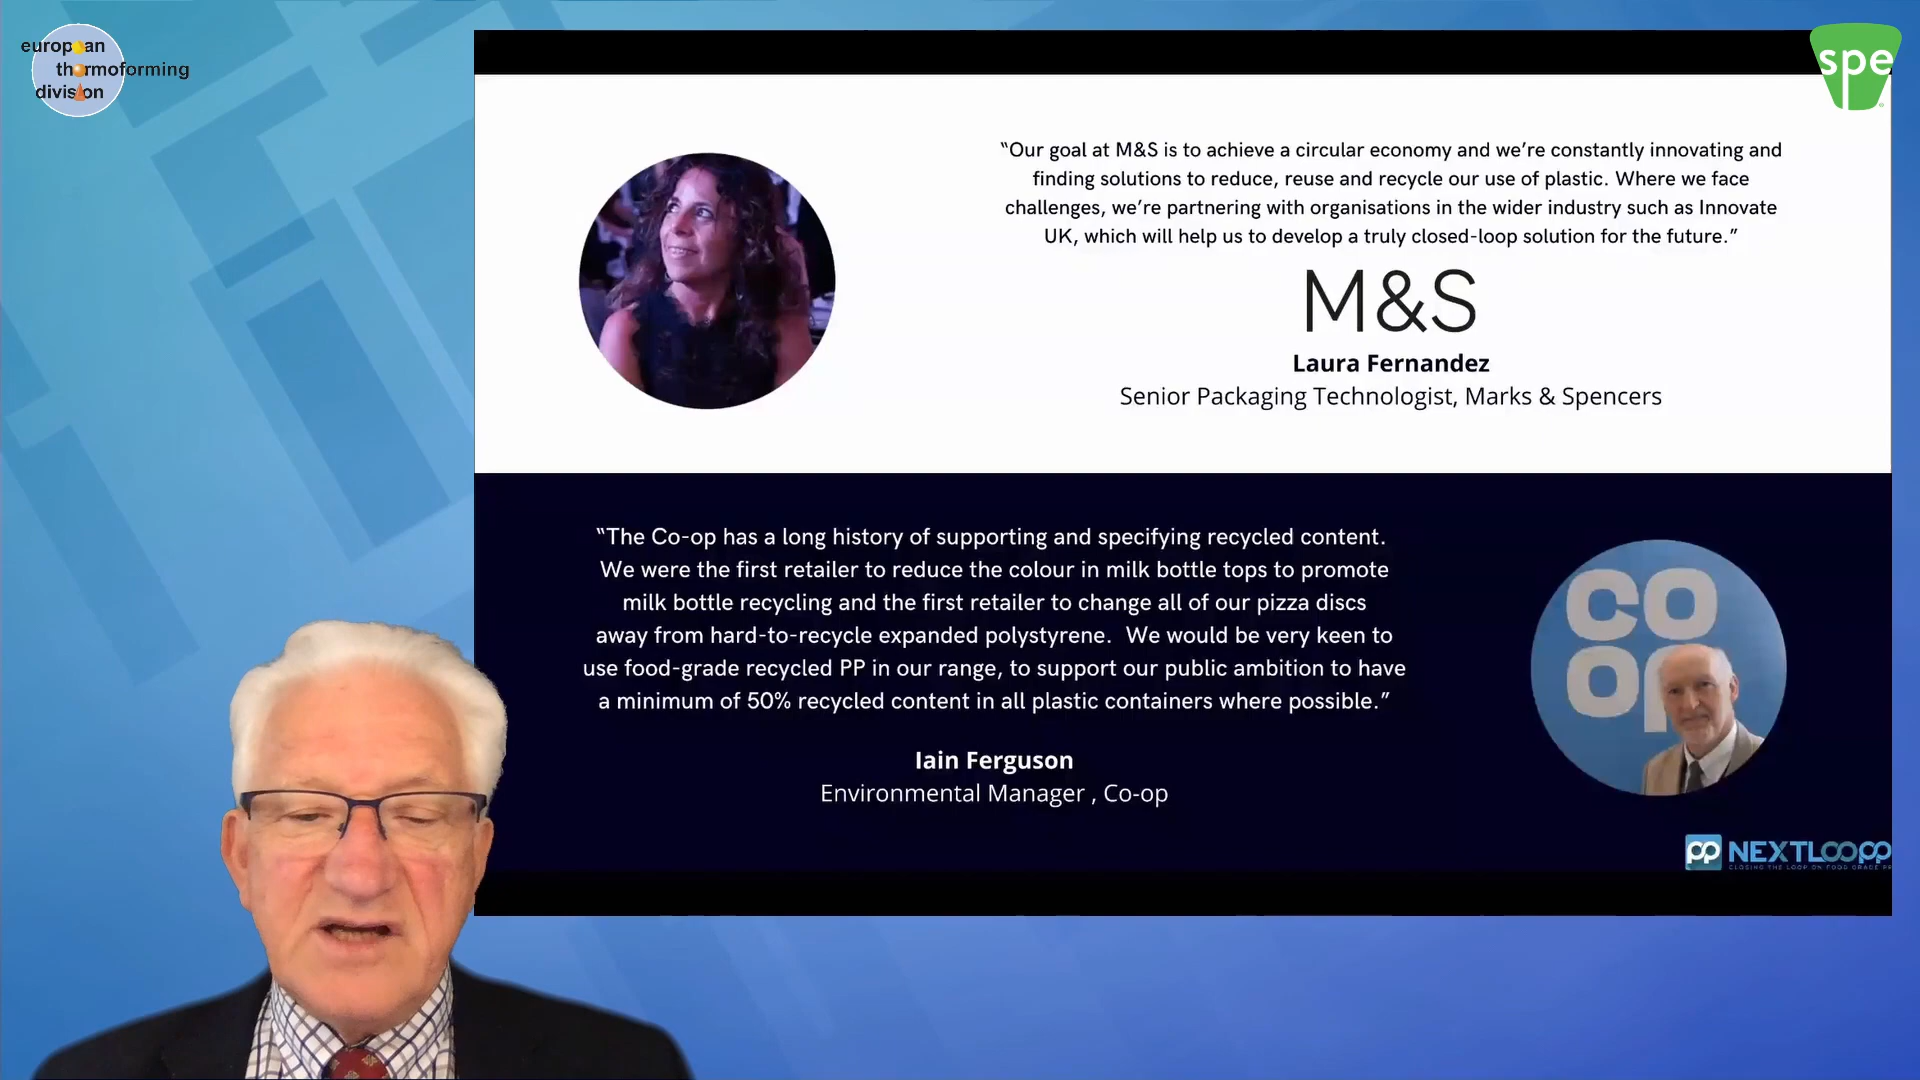 european
thermoforming
division
spe
“Our goal at M&S is to achieve a circular economy and we’re constantly innovating and
finding solutions to reduce, reuse and recycle our use of plastic. Where we face
challenges, we’re partnering with organisations in the wider industry such as Innovate
UK, which will help us to develop a truly closed-loop solution for the future.”
M&S
Laura Fernandez
Senior Packaging Technologist, Marks & Spencers
“The Co-op has a long history of supporting and specifying recycled content.
We were the first retailer to reduce the colour in milk bottle tops to promote
milk bottle recycling and the first retailer to change all of our pizza discs
away from hard-to-recycle expanded polystyrene. We would be very keen to
use food-grade recycled PP in our range, to support our public ambition to have
a minimum of 50% recycled content in all plastic containers where possible.”
Iain Ferguson
Environmental Manager , Co-op
CO
OP
PP NEXTLOOPP
CLOSING THE LOOP ON FOOD GRADE PP